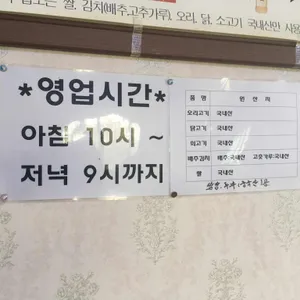 쌀, 김치(배추,고추가루), 오리, 닭, 소고기 국내산만 사용
*영업시간*
아침 10시 ~
저녁 9시까지
품 명 원 산 지
오리고기 국내산
닭고기 국내산
쇠고기 국내산
배추김치 배추:국내산 고춧가루:국내산
쌀 국내산